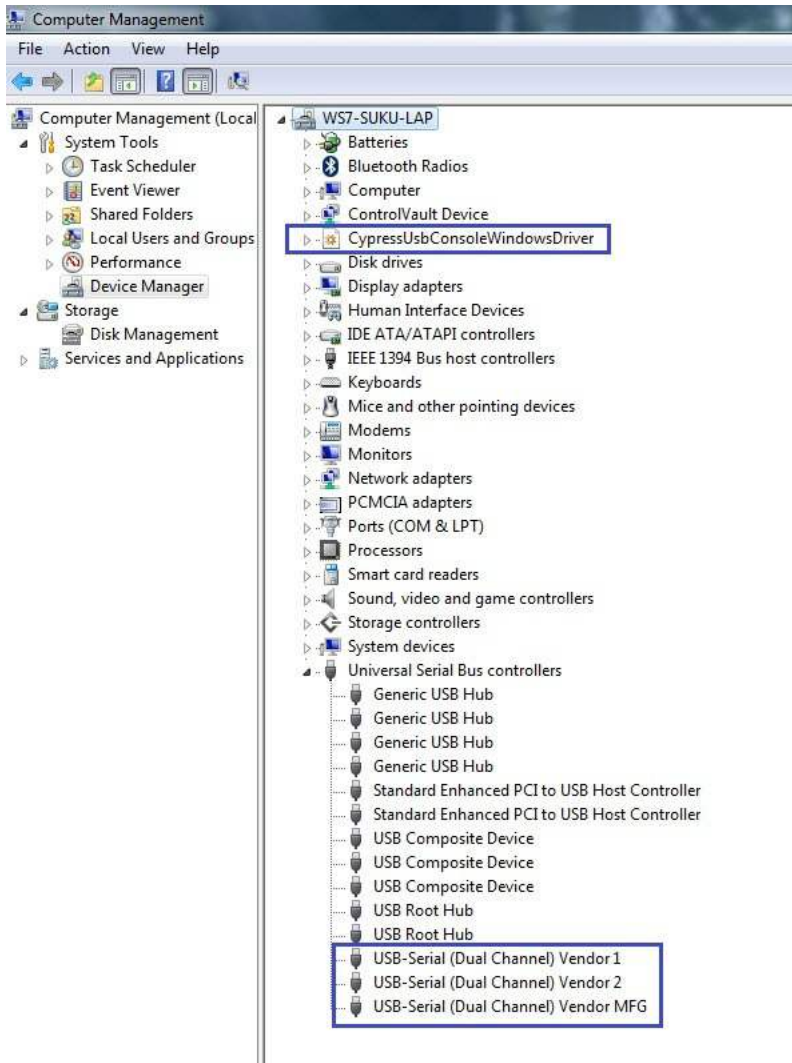 Computer Management
File Action View Help
Computer Management (Local
System Tools
Task Scheduler
Event Viewer
Shared Folders
Local Users and Groups
Performance
Device Manager
Storage
Disk Management
Services and Applications
WS7-SUKU-LAP
Batteries
Bluetooth Radios
Computer
ControlVault Device
CypressUsbConsoleWindowsDriver
Disk drives
Display adapters
Human Interface Devices
IDE ATA/ATAPI controllers
IEEE 1394 Bus host controllers
Keyboards
Mice and other pointing devices
Modems
Monitors
Network adapters
PCMCIA adapters
Ports (COM & LPT)
Processors
Smart card readers
Sound, video and game controllers
Storage controllers
System devices
Universal Serial Bus controllers
Generic USB Hub
Generic USB Hub
Generic USB Hub
Generic USB Hub
Standard Enhanced PCI to USB Host Controller
Standard Enhanced PCI to USB Host Controller
USB Composite Device
USB Composite Device
USB Composite Device
USB Root Hub
USB Root Hub
USB-Serial (Dual Channel) Vendor 1
USB-Serial (Dual Channel) Vendor 2
USB-Serial (Dual Channel) Vendor MFG